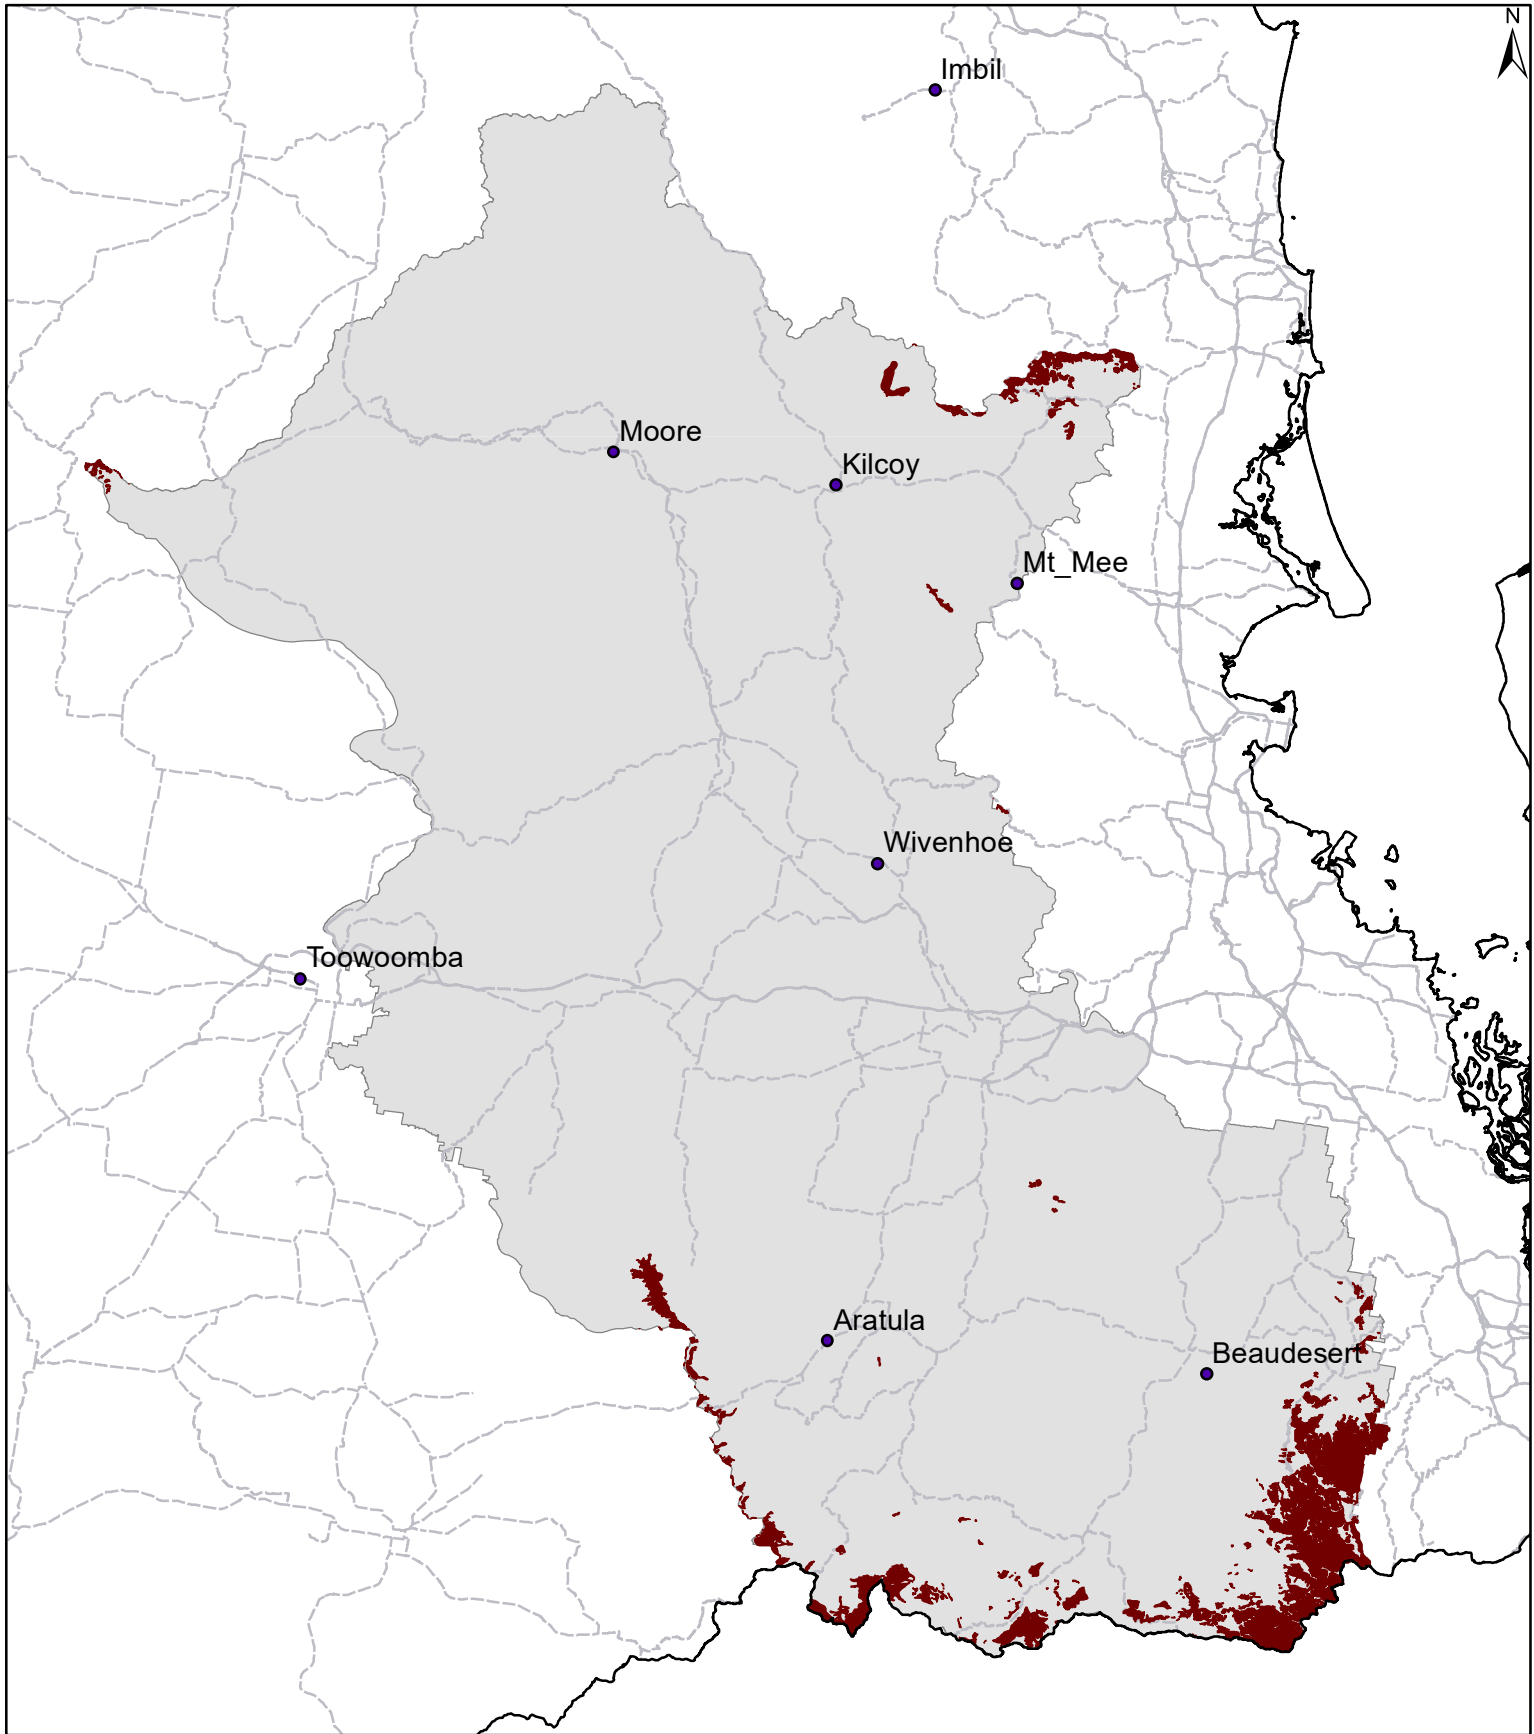 N
Imbil
Moore
Kilcoy
Mt_Mee
Wivenhoe
Toowoomba
Aratula
Beaudesert